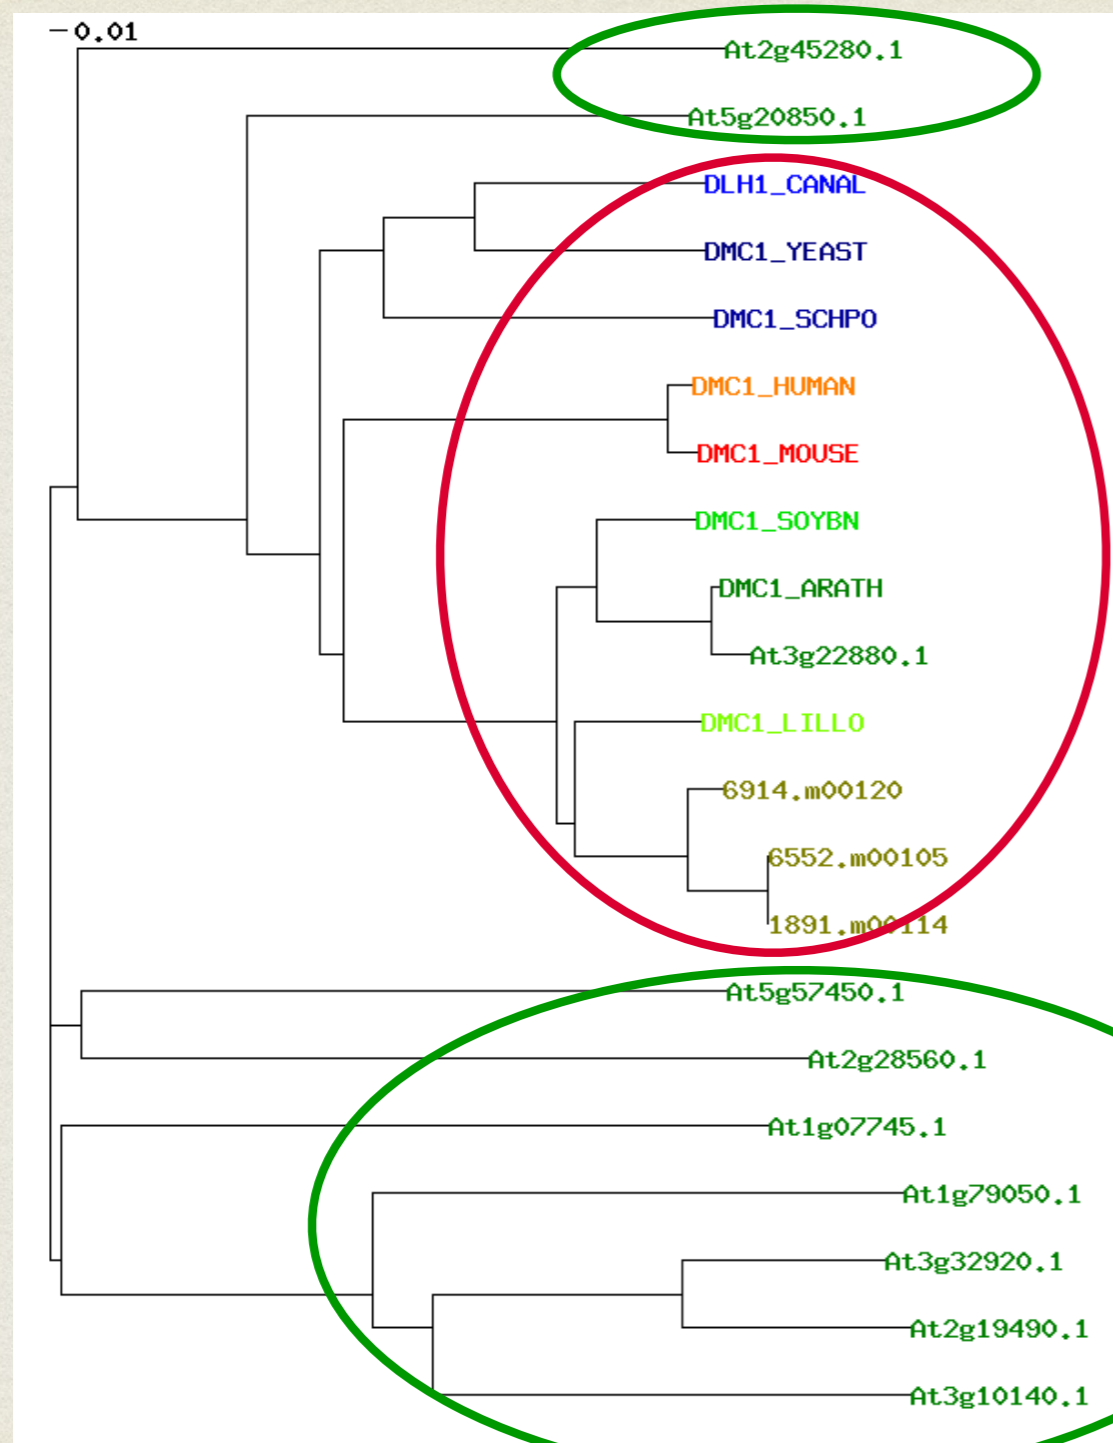 0.01
At2g45280.1
At5g20850.1
DLH1_CANAL
DMC1_YEAST
DMC1_SCHPO
DMC1_HUMAN
DMC1_MOUSE
DMC1_SOYBN
DMC1_ARATH
At3g22880.1
DMC1_LILLO
6914.m00120
6552.m00105
1891.m00114
At5g57450.1
At2g28560.1
At1g07745.1
At1g79050.1
At3g32920.1
At2g19490.1
At3g10140.1